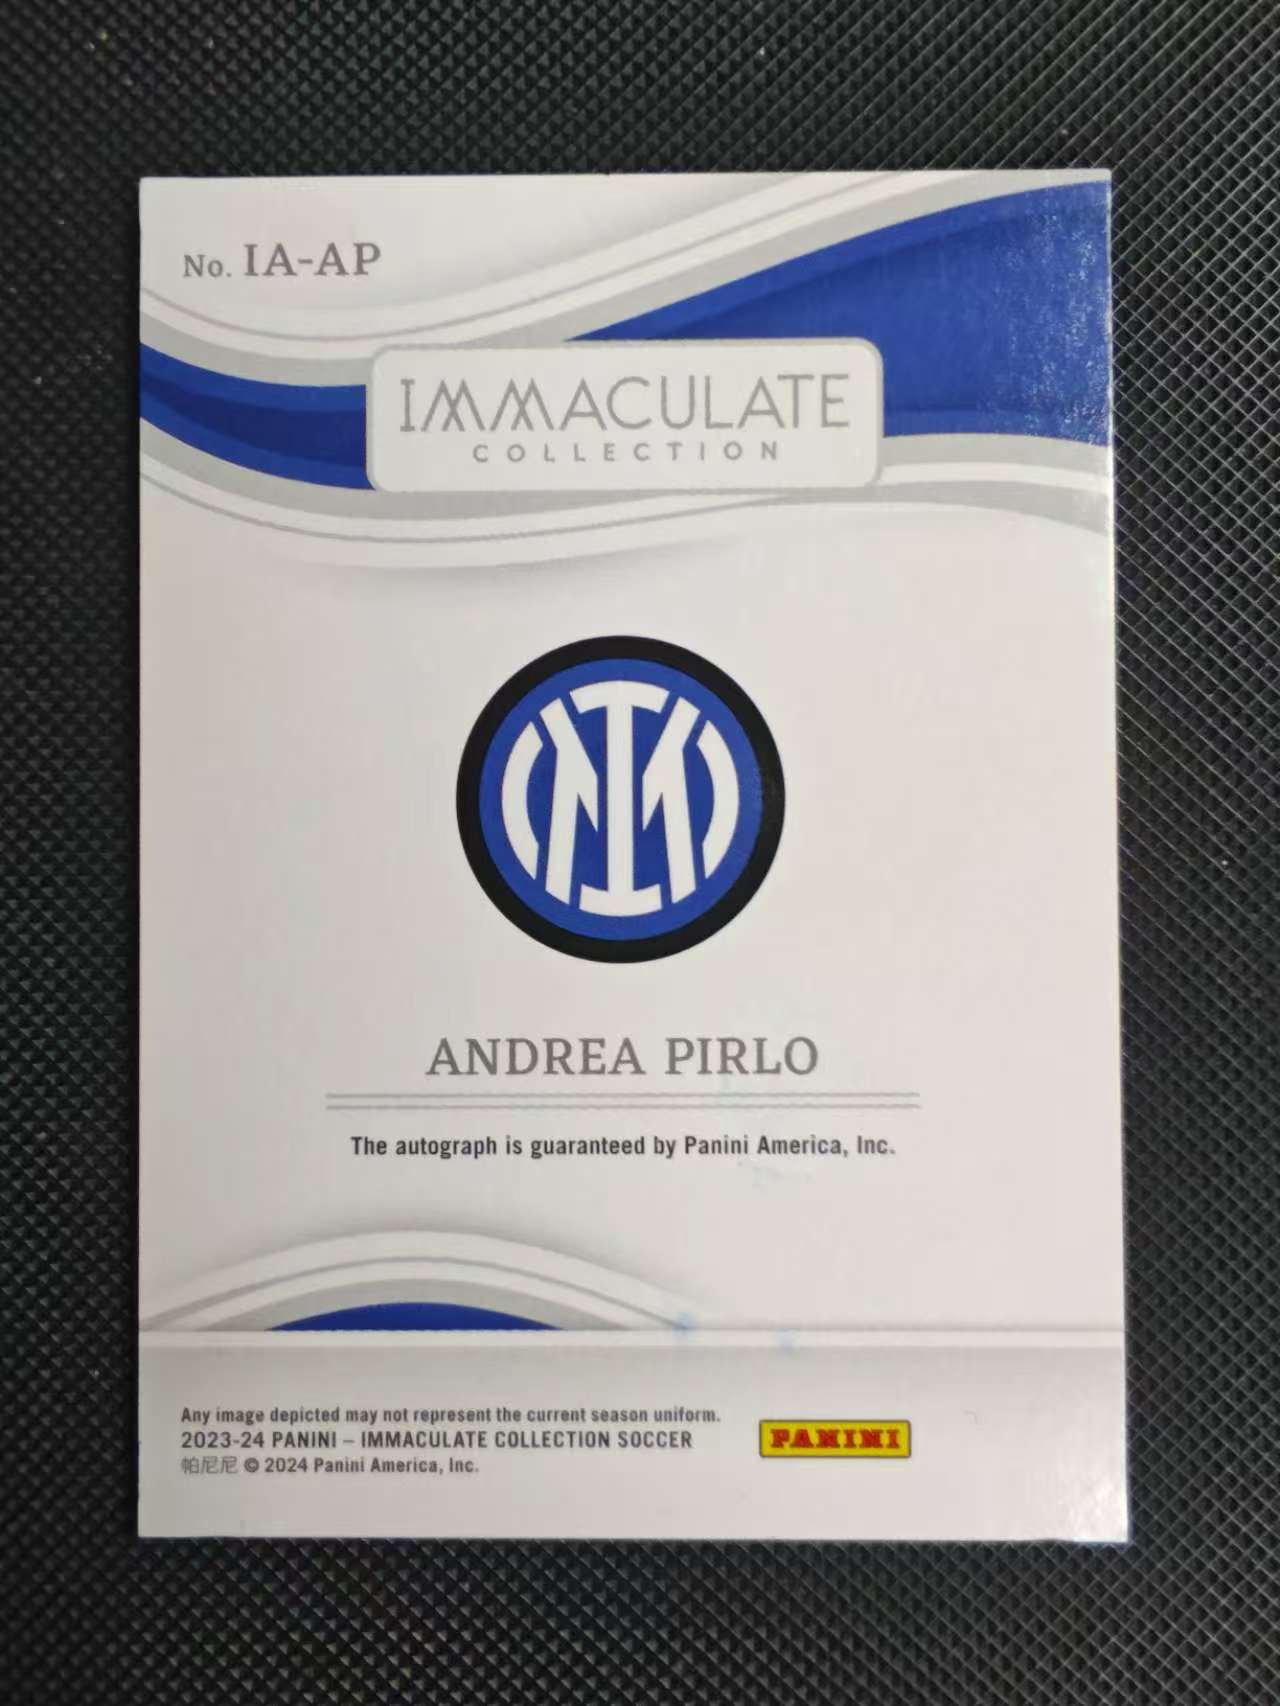 No. IA-AP
IMMACULATE
COLLECTION
IM
ANDREA PIRLO
The autograph is guaranteed by Panini America, Inc.
Any image depicted may not represent the current season uniform.
2023-24 PANINI – IMMACULATE COLLECTION SOCCER
帕尼尼 © 2024 Panini America, Inc.
PANINI